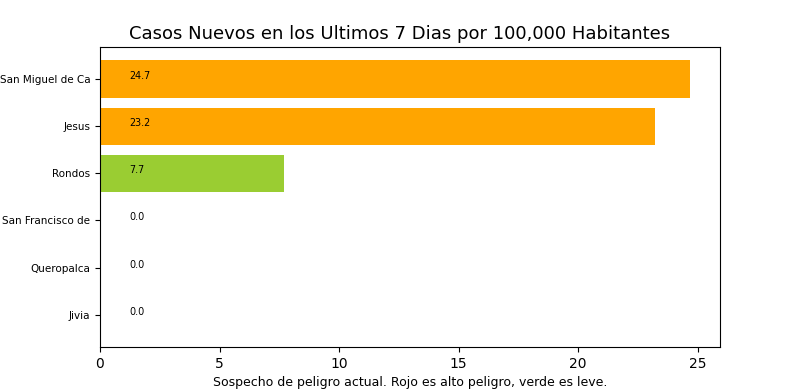 Casos Nuevos en los Ultimos 7 Dias por 100,000 Habitantes
San Miguel de Ca 24.7
Jesus 23.2
Rondos 7.7
San Francisco de 0.0
Queropalca 0.0
Jivia 0.0
0 5 10 15 20 25
Sospecho de peligro actual. Rojo es alto peligro, verde es leve.